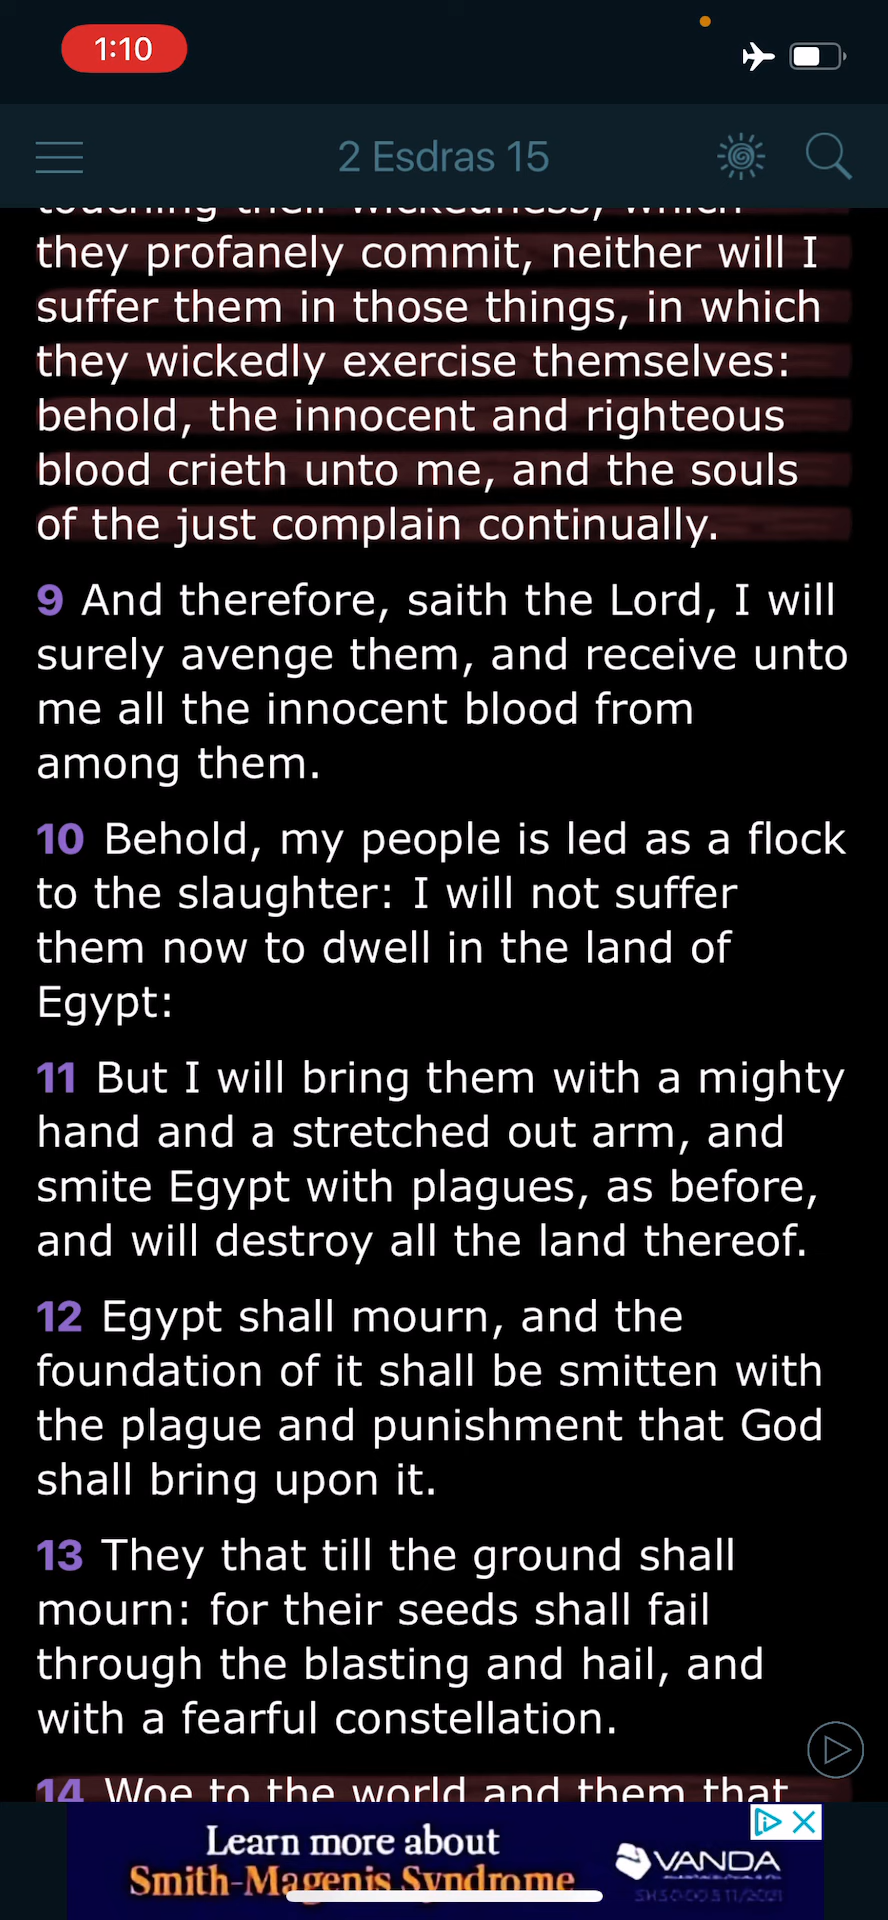 1:10
2 Esdras 15
touching their wickedness, which
they profanely commit, neither will I
suffer them in those things, in which
they wickedly exercise themselves:
behold, the innocent and righteous
blood crieth unto me, and the souls
of the just complain continually.
9 And therefore, saith the Lord, I will
surely avenge them, and receive unto
me all the innocent blood from
among them.
10 Behold, my people is led as a flock
to the slaughter: I will not suffer
them now to dwell in the land of
Egypt:
11 But I will bring them with a mighty
hand and a stretched out arm, and
smite Egypt with plagues, as before,
and will destroy all the land thereof.
12 Egypt shall mourn, and the
foundation of it shall be smitten with
the plague and punishment that God
shall bring upon it.
13 They that till the ground shall
mourn: for their seeds shall fail
through the blasting and hail, and
with a fearful constellation.
14 Woe to the world and them that
Learn more about
Smith-Magenis Syndrome
VANDA